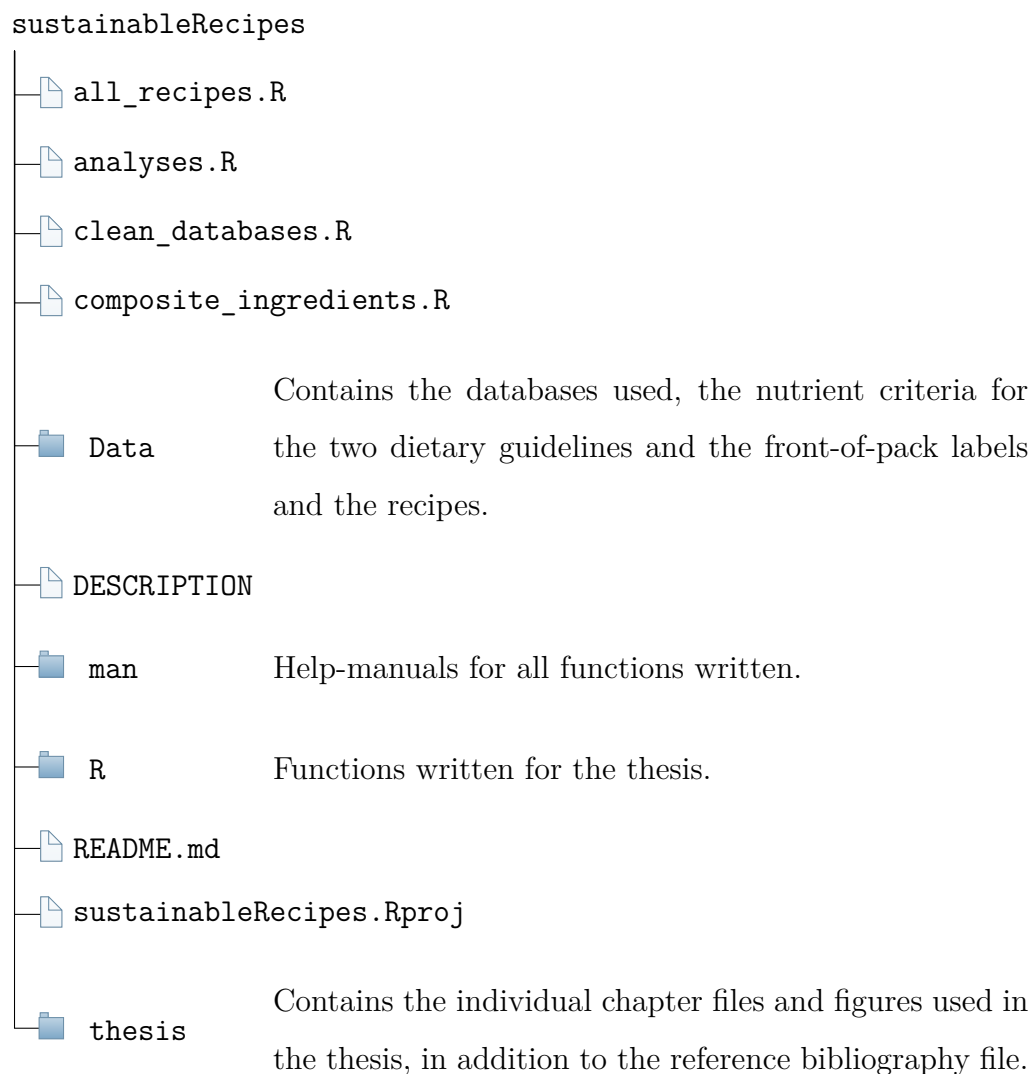 sustainableRecipes
all_recipes.R
analyses.R
clean_databases.R
composite_ingredients.R
Contains the databases used, the nutrient criteria for
Data the two dietary guidelines and the front-of-pack labels
and the recipes.
DESCRIPTION
man Help-manuals for all functions written.
R Functions written for the thesis.
README.md
sustainableRecipes.Rproj
Contains the individual chapter files and figures used in
thesis
the thesis, in addition to the reference bibliography file.